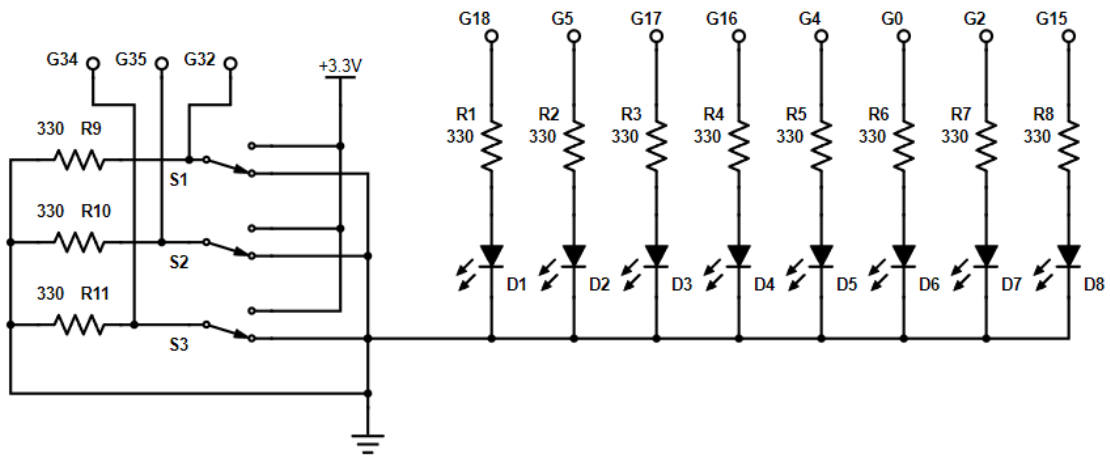 G18 G5 G17 G16 G4 G0 G2 G15
G34 G35 G32
+3.3V
R1 R2 R3 R4 R5 R6 R7 R8
330 330 330 330 330 330 330 330
330 R9
S1
330 R10
S2
D1 D2 D3 D4 D5 D6 D7 D8
330 R11
S3